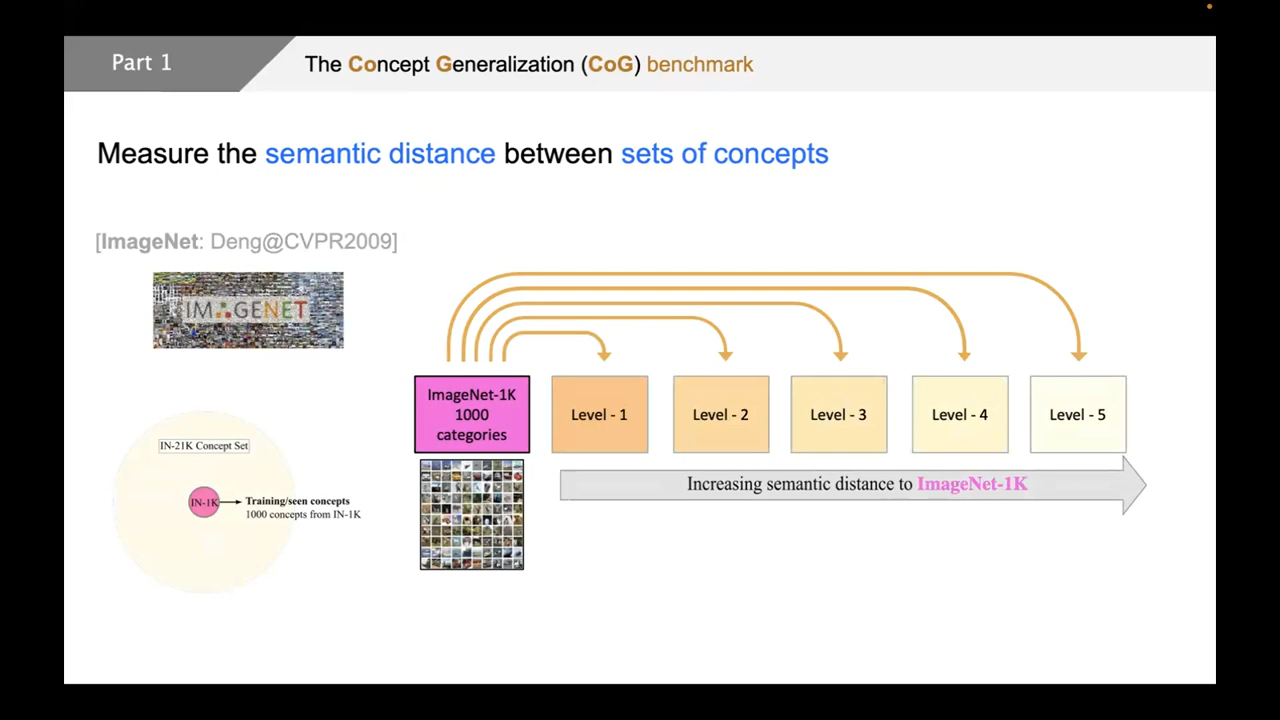 Part 1
The Concept Generalization (CoG) benchmark
Measure the semantic distance between sets of concepts
[ImageNet: Deng@CVPR2009]
IMAGENET
IN-21K Concept Set
IN-1K
Training/seen concepts
1000 concepts from IN-1K
ImageNet-1K
1000
categories
Level - 1
Level - 2
Level - 3
Level - 4
Level - 5
Increasing semantic distance to ImageNet-1K